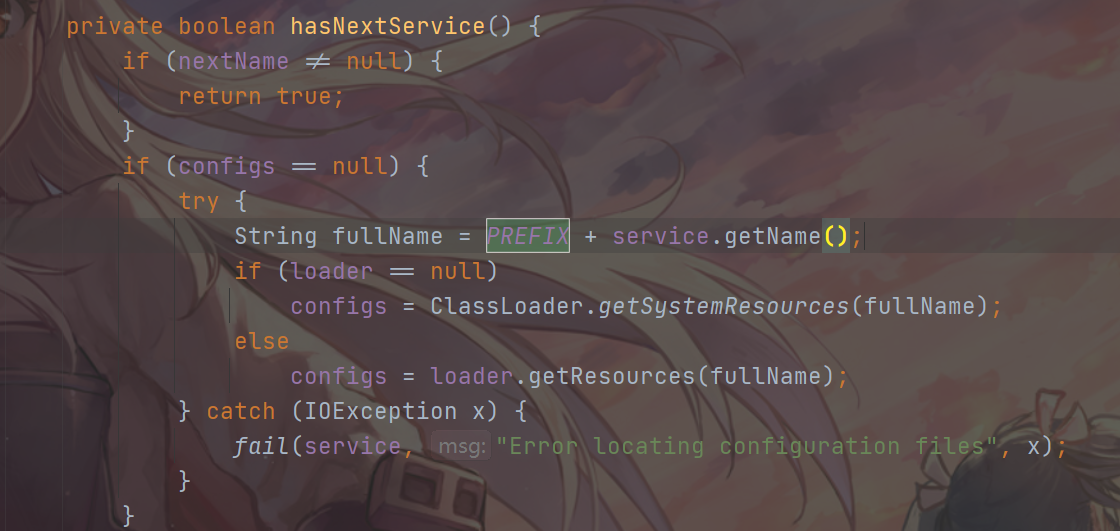 private boolean hasNextService() {
if (nextName ≠ null) {
return true;
}
if (configs == null) {
try {
String fullName = PREFIX + service.getName();
if (loader == null)
configs = ClassLoader.getSystemResources(fullName);
else
configs = loader.getResources(fullName);
} catch (IOException x) {
fail(service, msg: "Error locating configuration files", x);
}
}